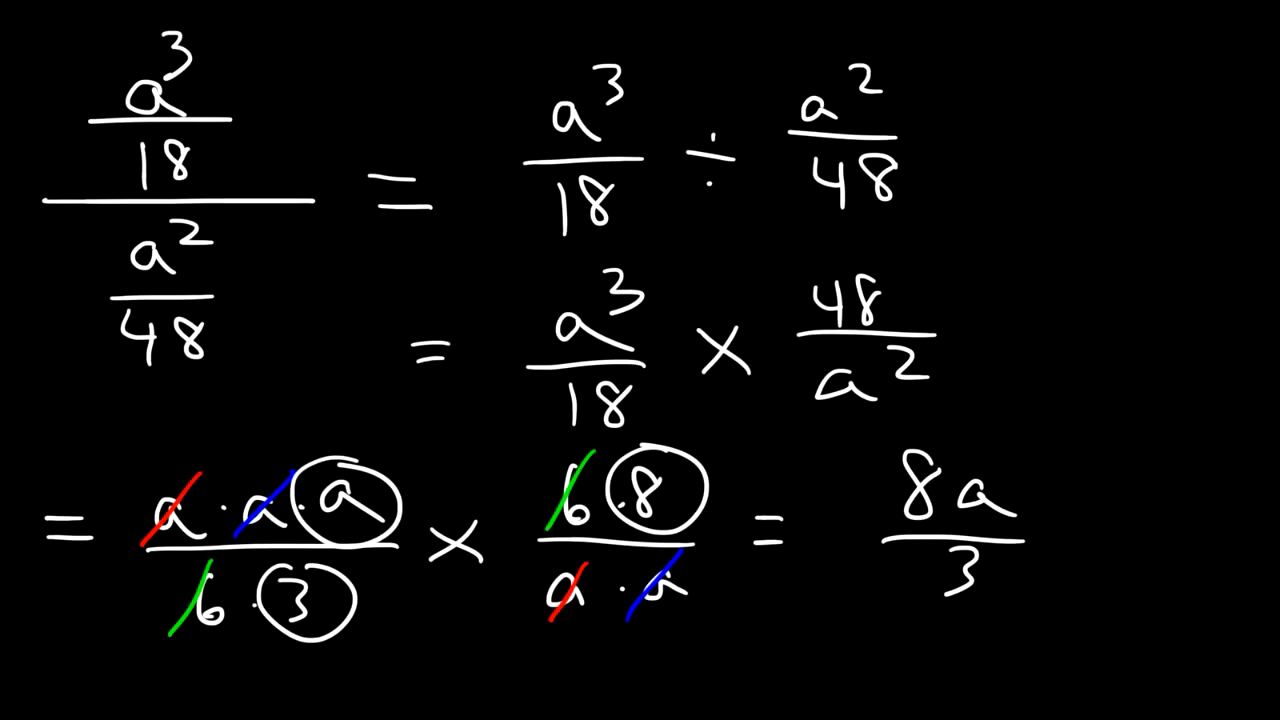 (a³/18)/(a²/48) = a³/18 ÷ a²/48
= a³/18 × 48/a²
= (a · a · a)/(6 · 3) × (6 · 8)/(a · a) = 8a/3